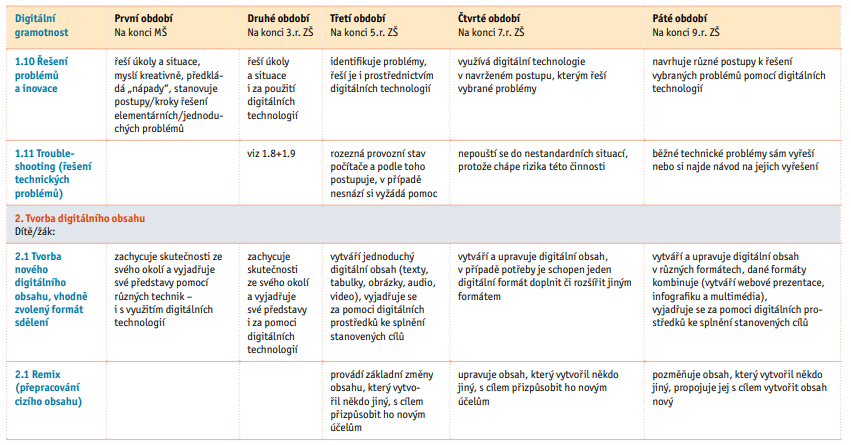 Digitální
gramotnost
První období
Na konci MŠ
Druhé období
Na konci 3.r. ZŠ
Třetí období
Na konci 5.r. ZŠ
Čtvrté období
Na konci 7.r. ZŠ
Páté období
Na konci 9.r. ZŠ
1.10 Řešení
problémů
a inovace
řeší úkoly a situace,
myslí kreativně, předklá-
dá „nápady“, stanovuje
postupy/kroky řešení
elementárních/jednodu-
chých problémů
řeší úkoly
a situace
i za použití
digitálních
technologií
identifikuje problémy,
řeší je i prostřednictvím
digitálních technologií
využívá digitální technologie
v navrženém postupu, kterým řeší
vybrané problémy
navrhuje různé postupy k řešení
vybraných problémů pomocí digitálních
technologií
1.11 Trouble-
shooting (řešení
technických
problémů)
viz 1.8+1.9
rozezná provozní stav
počítače a podle toho
postupuje, v případě
nesnází si vyžádá pomoc
nepouští se do nestandardních situací,
protože chápe rizika této činnosti
běžné technické problémy sám vyřeší
nebo si najde návod na jejich vyřešení
2. Tvorba digitálního obsahu
Dítě/žák:
2.1 Tvorba
nového
digitálního
obsahu, vhodně
zvolený formát
sdělení
zachycuje skutečnosti ze
svého okolí a vyjadřuje
své představy pomocí
různých technik –
i s využitím digitálních
technologií
zachycuje
skutečnosti
ze svého okolí
a vyjadřuje
své představy
i za pomoci
digitálních
technologií
vytváří jednoduchý
digitální obsah (texty,
tabulky, obrázky, audio,
video), vyjadřuje se
za pomoci digitálních
prostředků ke splnění
stanovených cílů
vytváří a upravuje digitální obsah,
v případě potřeby je schopen jeden
digitální formát doplnit či rozšířit jiným
formátem
vytváří a upravuje digitální obsah
v různých formátech, dané formáty
kombinuje (vytváří webové prezentace,
infografiku a multimédia),
vyjadřuje se za pomoci digitálních pro-
středků ke splnění stanovených cílů
2.1 Remix
(přepracování
cizího obsahu)
provádí základní změny
obsahu, který vytvo-
řil někdo jiný, s cílem
přizpůsobit ho novým
účelům
upravuje obsah, který vytvořil někdo
jiný, s cílem přizpůsobit ho novým
účelům
pozměňuje obsah, který vytvořil někdo
jiný, propojuje jej s cílem vytvořit obsah
nový